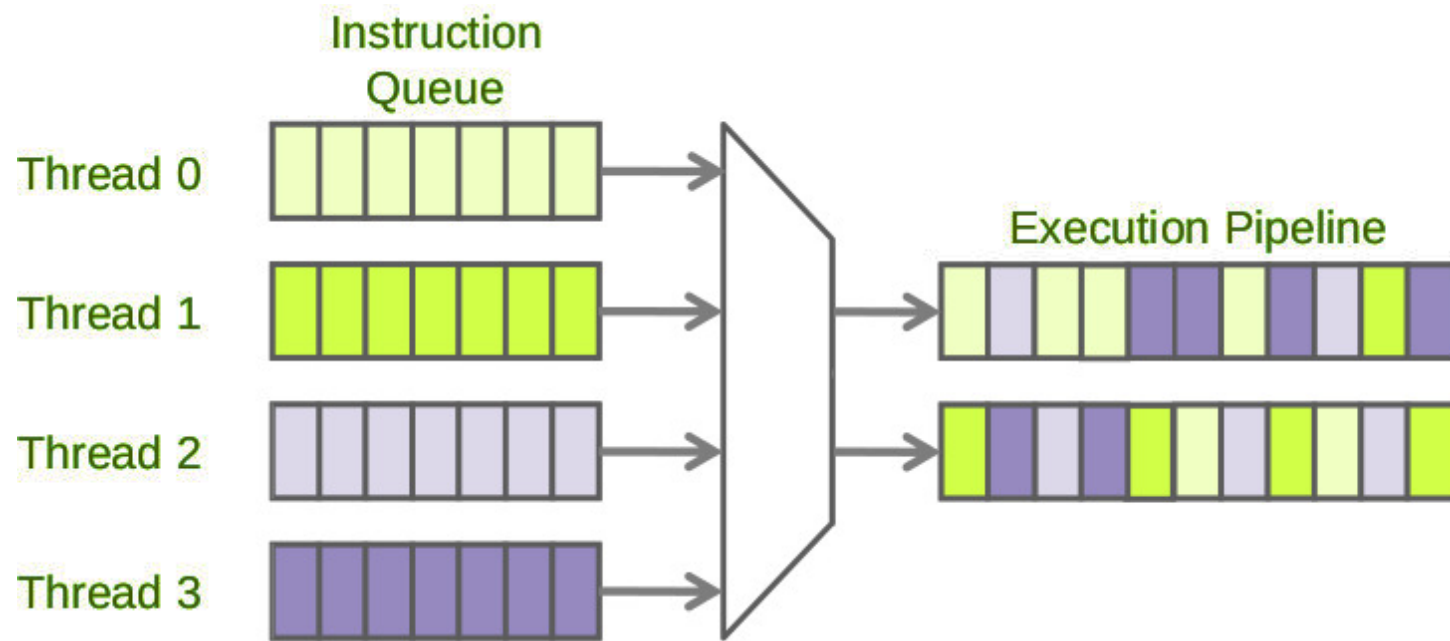 Instruction
Queue
Thread 0
Execution Pipeline
Thread 1
Thread 2
Thread 3